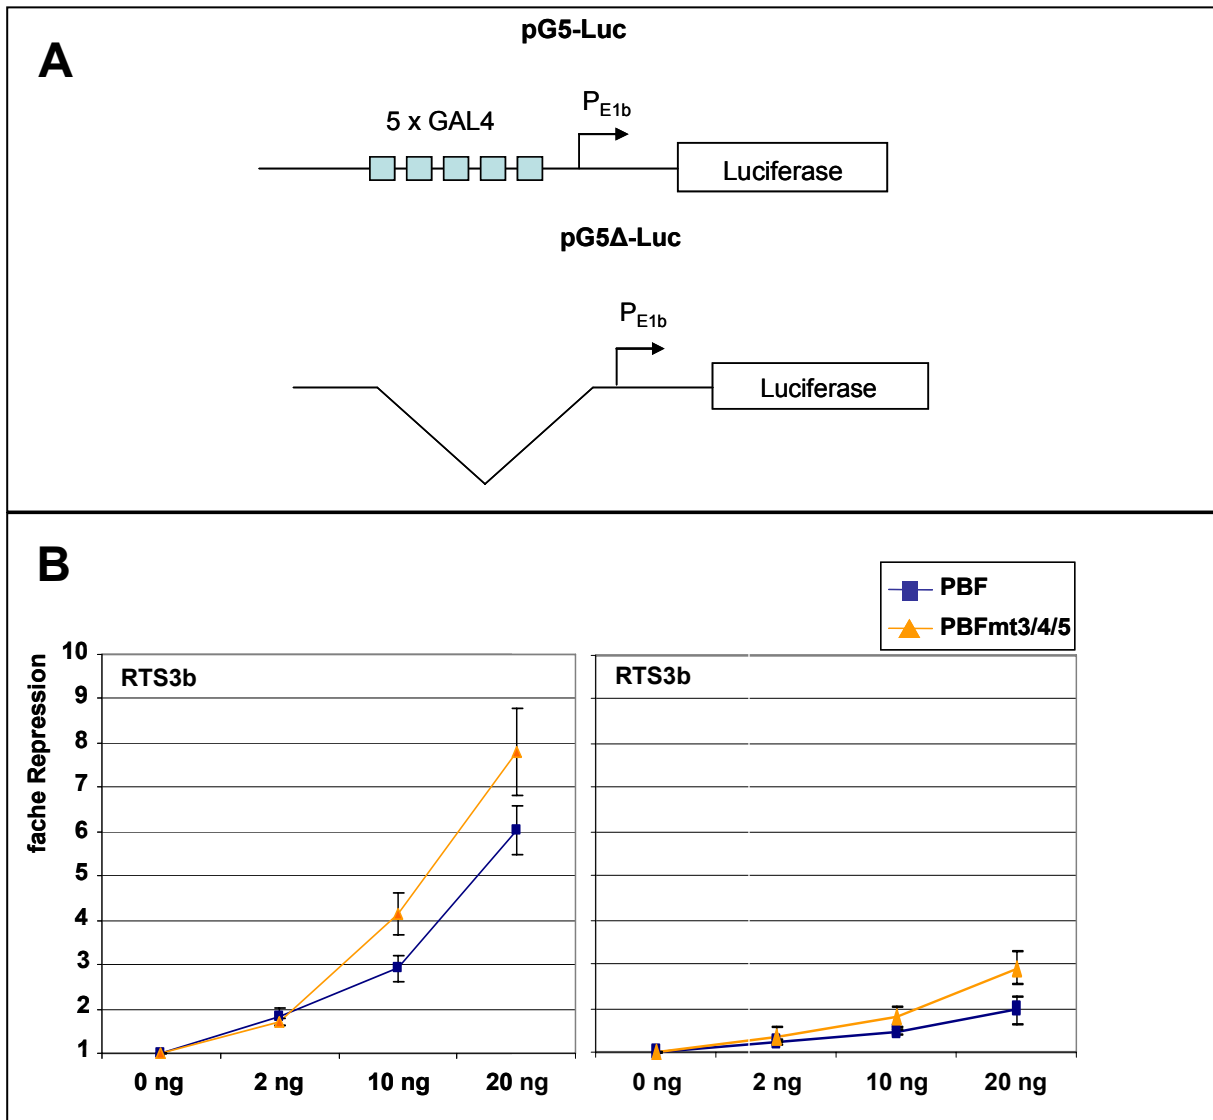 A
pG5-Luc
5 x GAL4
PE1b
Luciferase
pG5Δ-Luc
PE1b
Luciferase
B
PBF
PBFmt3/4/5
fache Repression
10
9
8
7
6
5
4
3
2
1
RTS3b
0 ng 2 ng 10 ng 20 ng
RTS3b
0 ng 2 ng 10 ng 20 ng